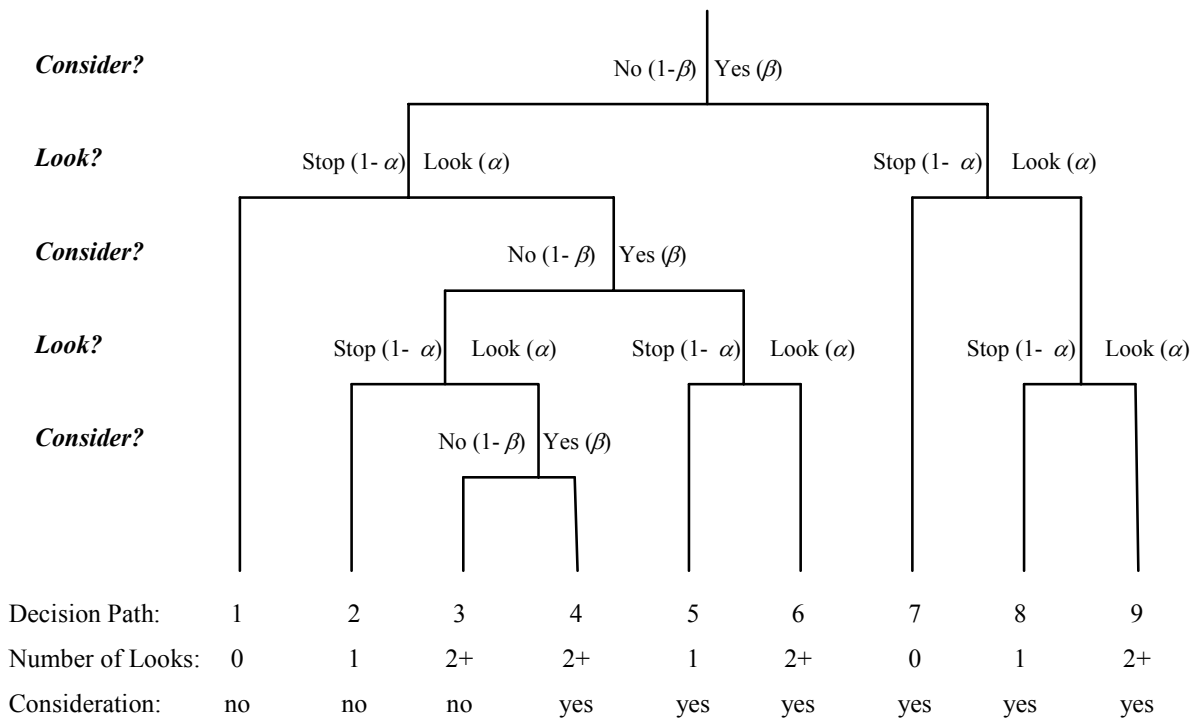 Consider?
No (1-β) Yes (β)
Look?
Stop (1- α) Look (α) Stop (1- α) Look (α)
Consider?
No (1- β) Yes (β)
Look?
Stop (1- α) Look (α) Stop (1- α) Look (α) Stop (1- α) Look (α)
Consider?
No (1- β) Yes (β)
Decision Path: 1 2 3 4 5 6 7 8 9
Number of Looks: 0 1 2+ 2+ 1 2+ 0 1 2+
Consideration: no no no yes yes yes yes yes yes